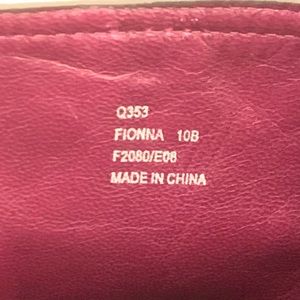 Q353
FIONNA 10B
F2080/E08
MADE IN CHINA